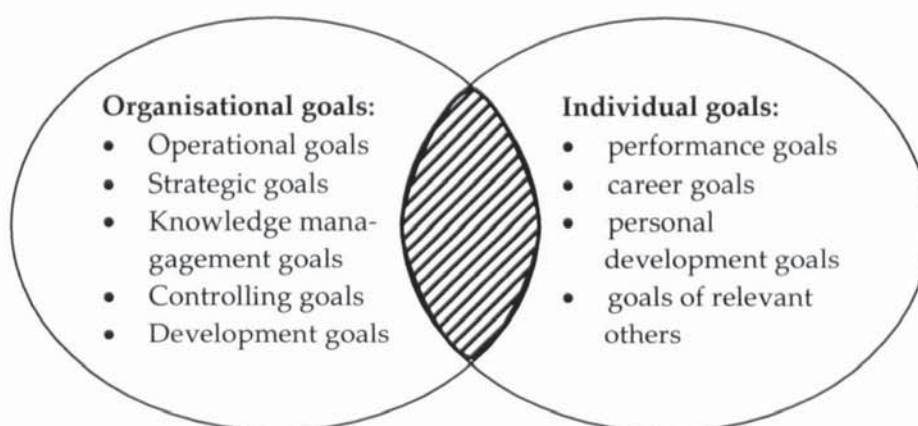 Organisational goals:
• Operational goals
• Strategic goals
• Knowledge mana-
gagement goals
• Controlling goals
• Development goals
Individual goals:
• performance goals
• career goals
• personal
development goals
• goals of relevant
others